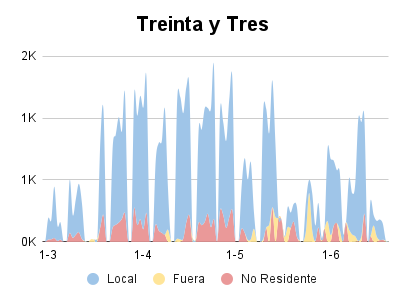 Treinta y Tres
2K
1K
1K
0K
1-3 1-4 1-5 1-6
Local Fuera No Residente